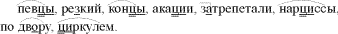 певцы, резкий, концы, акации, затрепетали, нарциссы,
по двору, циркулем.